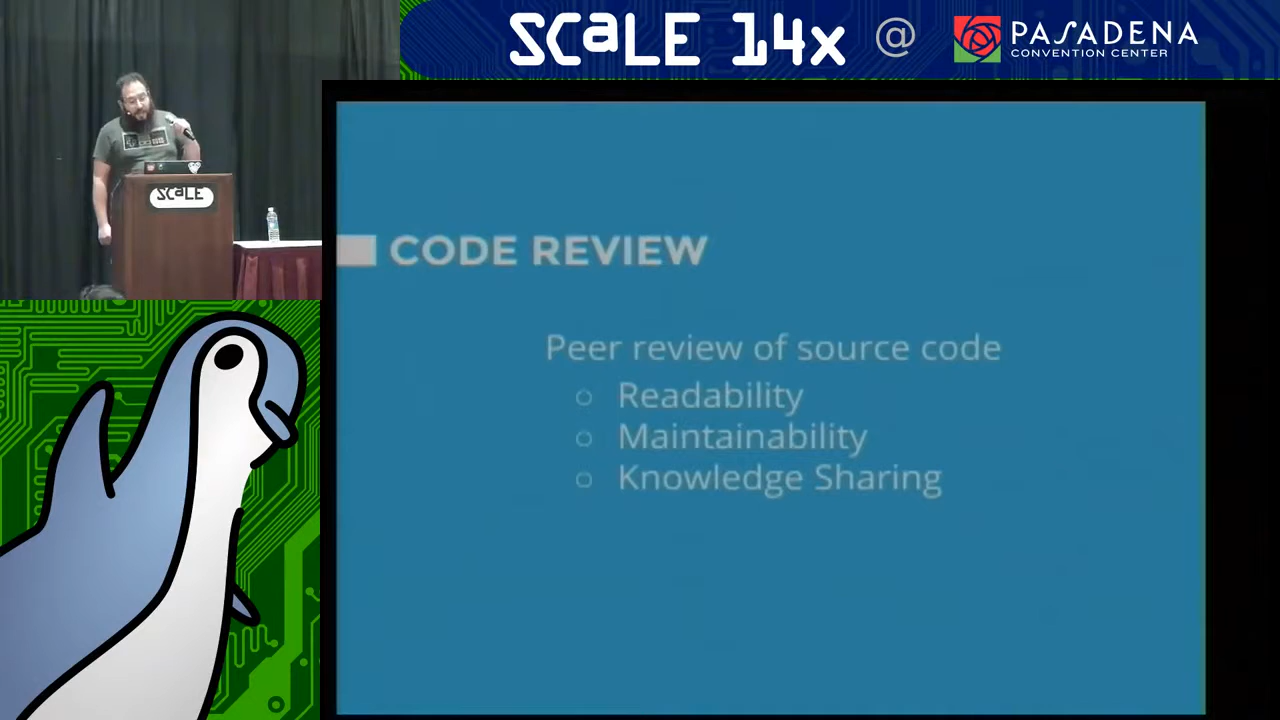 SCaLE 14x @ PASADENA
CONVENTION CENTER
SCaLE
CODE REVIEW
Peer review of source code
Readability
Maintainability
Knowledge Sharing